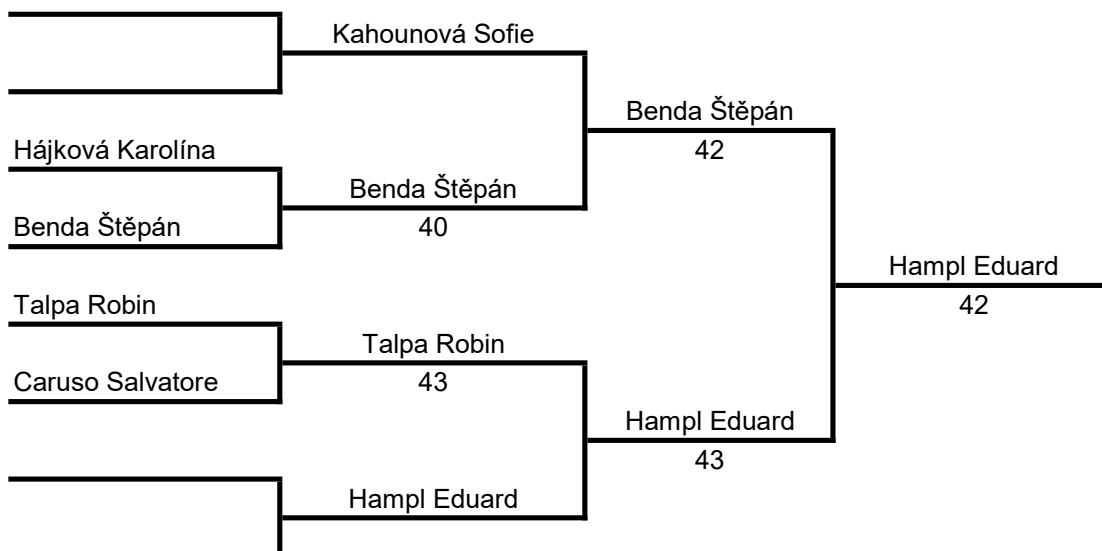 Kahounová Sofie
Benda Štěpán
42
Hájková Karolína
Benda Štěpán
40
Benda Štěpán
Hampl Eduard
42
Talpa Robin
Talpa Robin
43
Caruso Salvatore
Hampl Eduard
43
Hampl Eduard